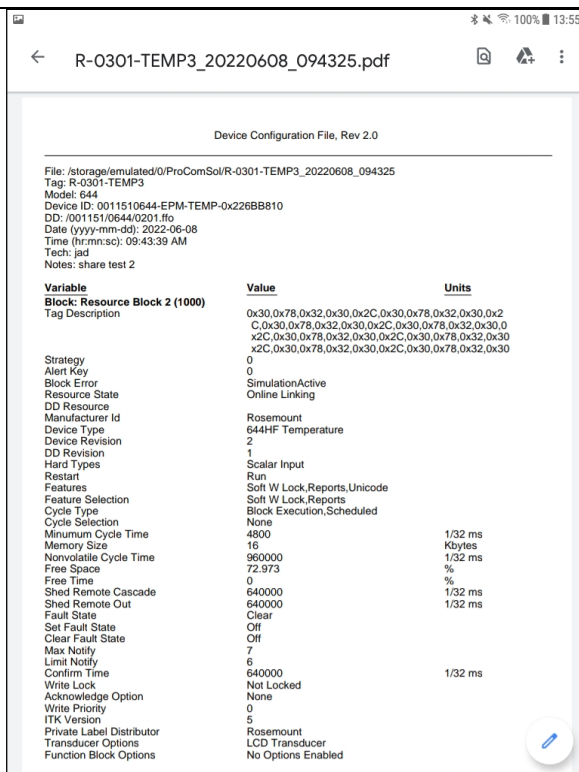 100% 13:55
R-0301-TEMP3_20220608_094325.pdf
Device Configuration File, Rev 2.0
File: /storage/emulated/0/ProComSol/R-0301-TEMP3_20220608_094325
Tag: R-0301-TEMP3
Model: 644
Device ID: 0011510644-EPM-TEMP-0x226BB810
DD: /001151/0644/0201.ffo
Date (yyyy-mm-dd): 2022-06-08
Time (hr:mn:sc): 09:43:39 AM
Tech: jad
Notes: share test 2
Variable Value Units
Block: Resource Block 2 (1000)
Tag Description 0x30,0x78,0x32,0x30,0x2C,0x30,0x78,0x32,0x30,0x2
C,0x30,0x78,0x32,0x30,0x2C,0x30,0x78,0x32,0x30,0
x2C,0x30,0x78,0x32,0x30,0x2C,0x30,0x78,0x32,0x30
x2C,0x30,0x78,0x32,0x30,0x2C,0x30,0x78,0x32,0x30
Strategy 0
Alert Key 0
Block Error SimulationActive
Resource State Online Linking
DD Resource
Manufacturer Id Rosemount
Device Type 644HF Temperature
Device Revision 2
DD Revision 1
Hard Types Scalar Input
Restart Run
Features Soft W Lock,Reports,Unicode
Feature Selection Soft W Lock,Reports
Cycle Type Block Execution,Scheduled
Cycle Selection None
Minumum Cycle Time 4800 1/32 ms
Memory Size 16 Kbytes
Nonvolatile Cycle Time 960000 1/32 ms
Free Space 72.973 %
Free Time 0 %
Shed Remote Cascade 640000 1/32 ms
Shed Remote Out 640000 1/32 ms
Fault State Clear
Set Fault State Off
Clear Fault State Off
Max Notify 7
Limit Notify 6
Confirm Time 640000 1/32 ms
Write Lock Not Locked
Acknowledge Option None
Write Priority 0
ITK Version 5
Private Label Distributor Rosemount
Transducer Options LCD Transducer
Function Block Options No Options Enabled